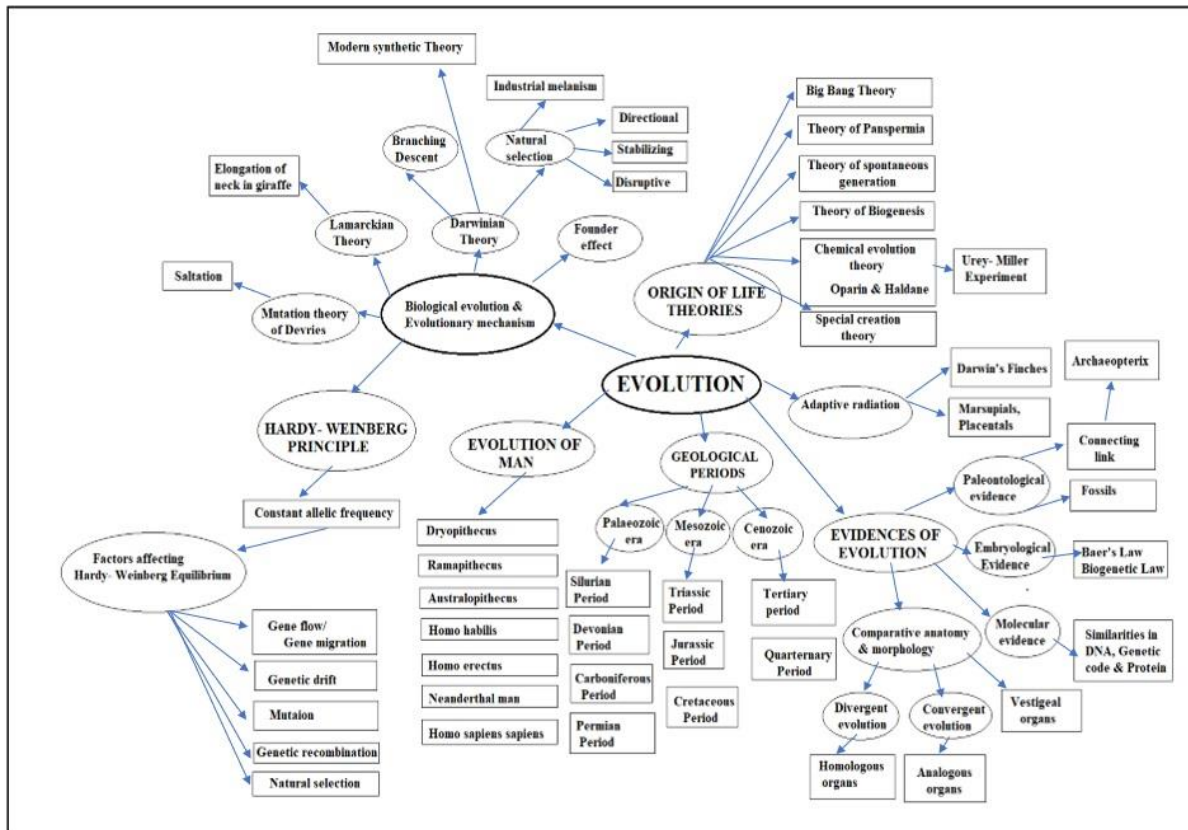 Modern synthetic Theory
Industrial melanism
Branching
Descent
Natural
selection
Directional
Stabilizing
Disruptive
Elongation of
neck in giraffe
Lamarckian
Theory
Darwinian
Theory
Founder
effect
Saltation
Mutation theory
of Devries
Biological evolution &
Evolutionary mechanism
Big Bang Theory
Theory of Panspermia
Theory of spontaneous
generation
Theory of Biogenesis
Chemical evolution
theory
Oparin & Haldane
Urey- Miller
Experiment
Special creation
theory
ORIGIN OF LIFE
THEORIES
EVOLUTION
Adaptive radiation
Darwin's Finches
Marsupials,
Placentals
Archaeopterix
Connecting
link
Paleontological
evidence
Fossils
EVIDENCES OF
EVOLUTION
Embryological
Evidence
Baer's Law
Biogenetic Law
Molecular
evidence
Similarities in
DNA, Genetic
code & Protein
Comparative anatomy
& morphology
Divergent
evolution
Convergent
evolution
Vestigeal
organs
Homologous
organs
Analogous
organs
HARDY- WEINBERG
PRINCIPLE
Constant allelic frequency
Factors affecting
Hardy- Weinberg Equilibrium
Gene flow/
Gene migration
Genetic drift
Mutaion
Genetic recombination
Natural selection
EVOLUTION OF
MAN
Dryopithecus
Ramapithecus
Australopithecus
Homo habilis
Homo erectus
Neanderthal man
Homo sapiens sapiens
GEOLOGICAL
PERIODS
Palaeozoic
era
Mesozoic
era
Cenozoic
era
Silurian
Period
Devonian
Period
Carboniferous
Period
Permian
Period
Triassic
Period
Jurassic
Period
Cretaceous
Period
Tertiary
period
Quarternary
Period